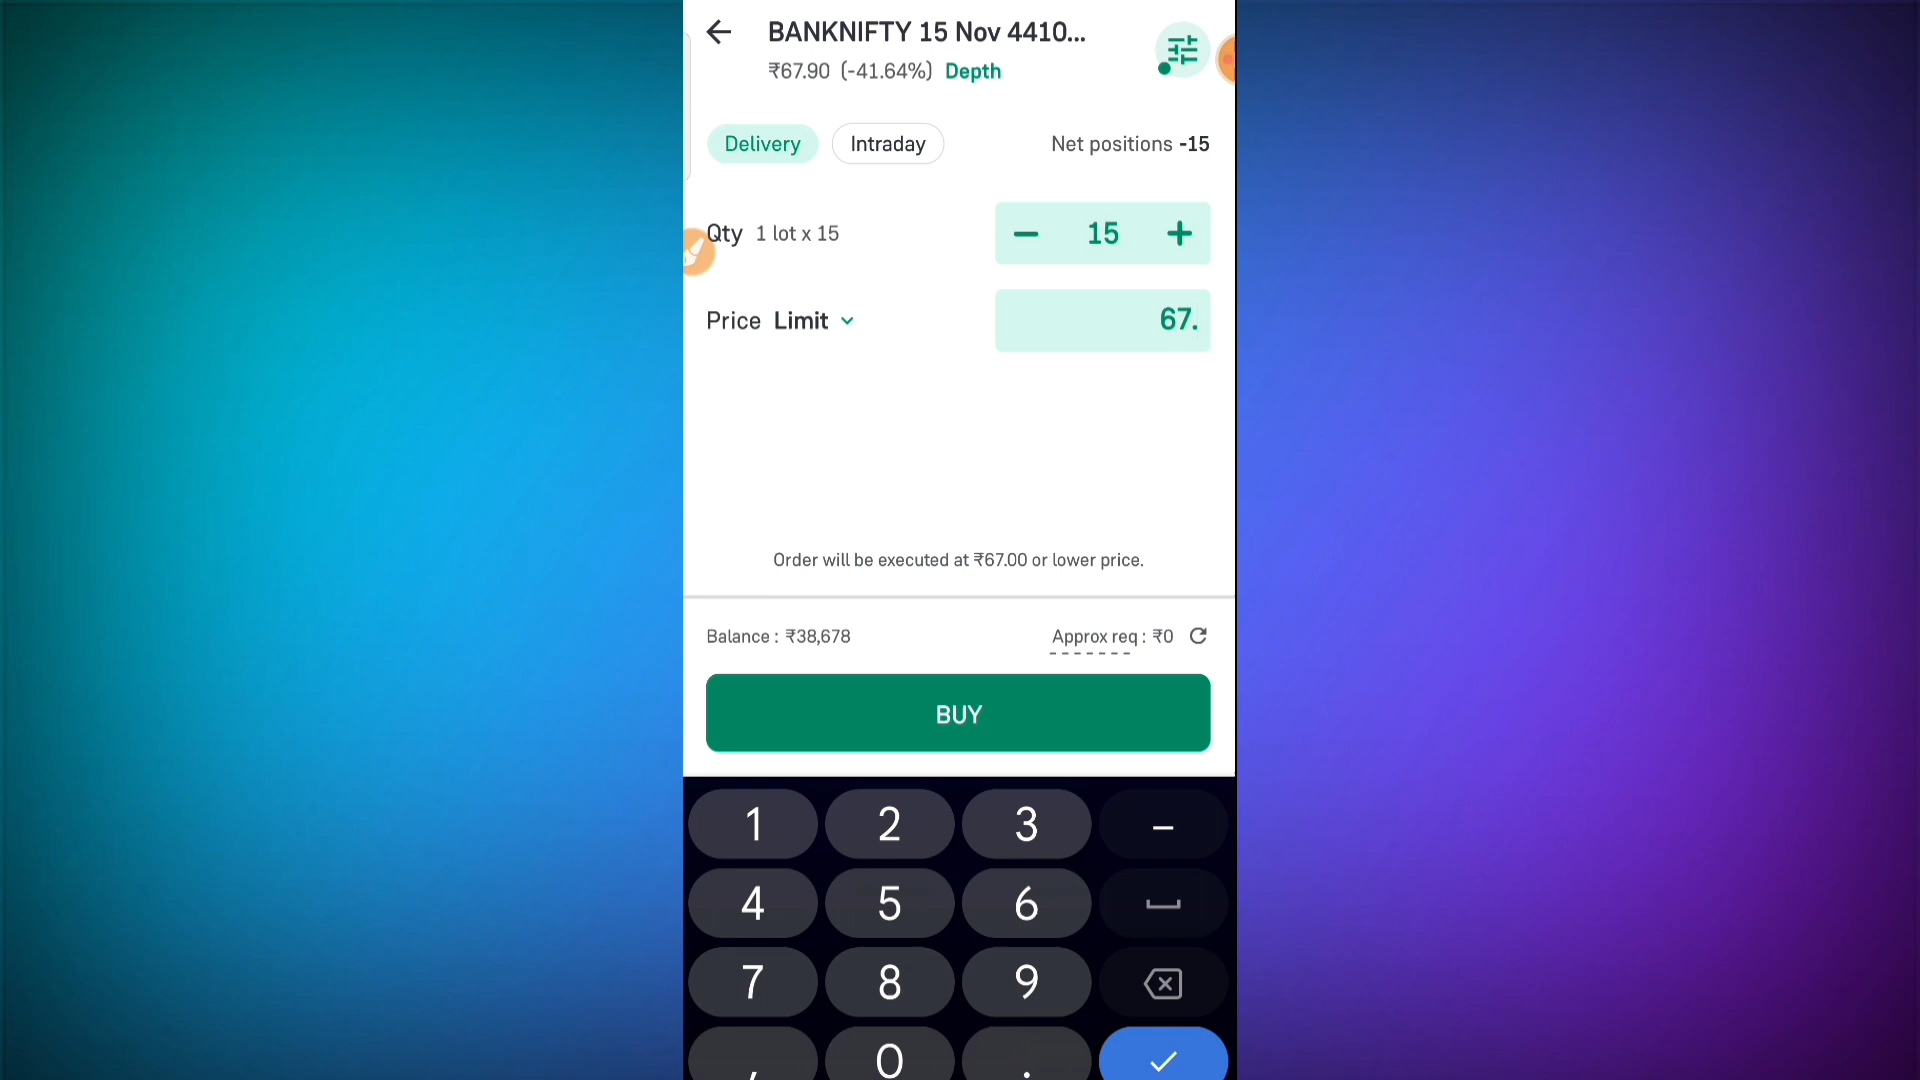 BANKNIFTY 15 Nov 4410...
₹67.90 (-41.64%) Depth
Delivery Intraday Net positions -15
Qty 1 lot x 15 − 15 +
Price Limit 67.
Order will be executed at ₹67.00 or lower price.
Balance : ₹38,678 Approx req : ₹0
BUY
1 2 3 –
4 5 6
7 8 9
, 0 .